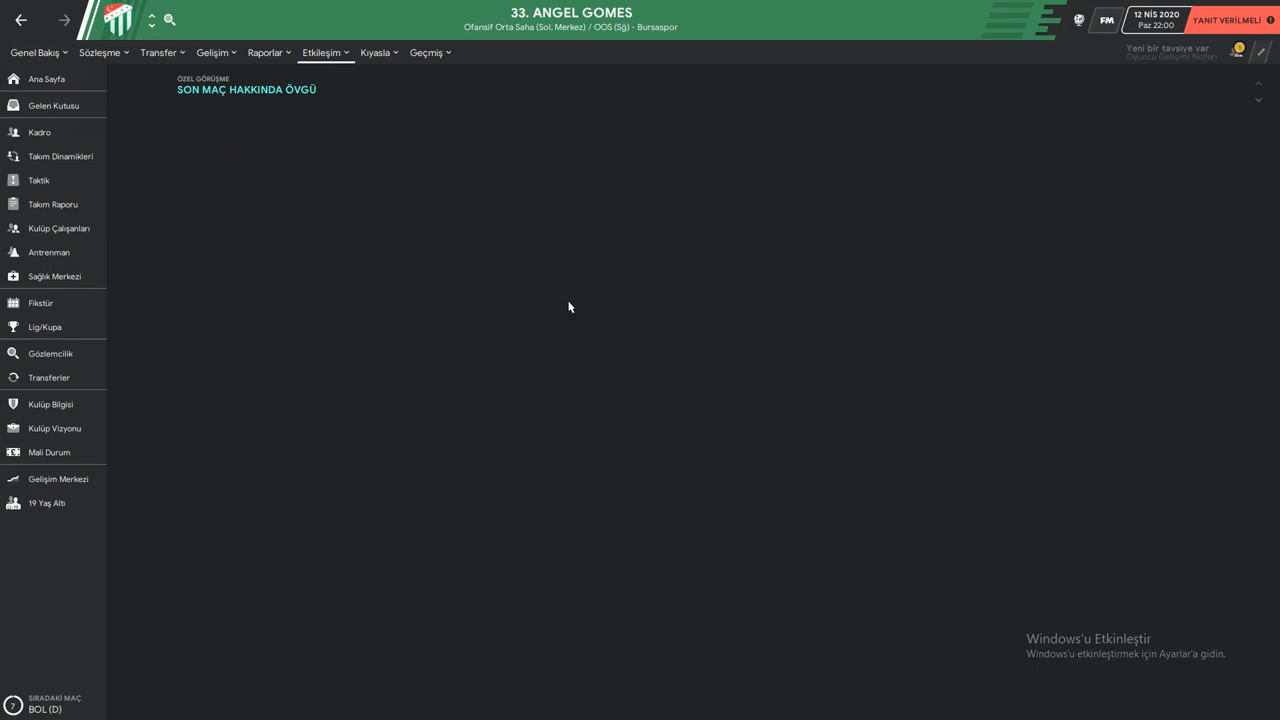 33. ANGEL GOMES
Ofansif Orta Saha (Sol, Merkez) / OOS (Sğ) - Bursaspor
FM
12 NİS 2020
Paz 22:00
YANIT VERİLMELİ
Genel Bakış
Sözleşme
Transfer
Gelişim
Raporlar
Etkileşim
Kıyasla
Geçmiş
Yeni bir tavsiye var
Oyuncu Gelişimi Notları
1
Ana Sayfa
Gelen Kutusu
Kadro
Takım Dinamikleri
Taktik
Takım Raporu
Kulüp Çalışanları
Antrenman
Sağlık Merkezi
Fikstür
Lig/Kupa
Gözlemcilik
Transferler
Kulüp Bilgisi
Kulüp Vizyonu
Mali Durum
Gelişim Merkezi
19 Yaş Altı
ÖZEL GÖRÜŞME
SON MAÇ HAKKINDA ÖVGÜ
Windows'u Etkinleştir
Windows'u etkinleştirmek için Ayarlar'a gidin.
7
SIRADAKİ MAÇ
BOL (D)